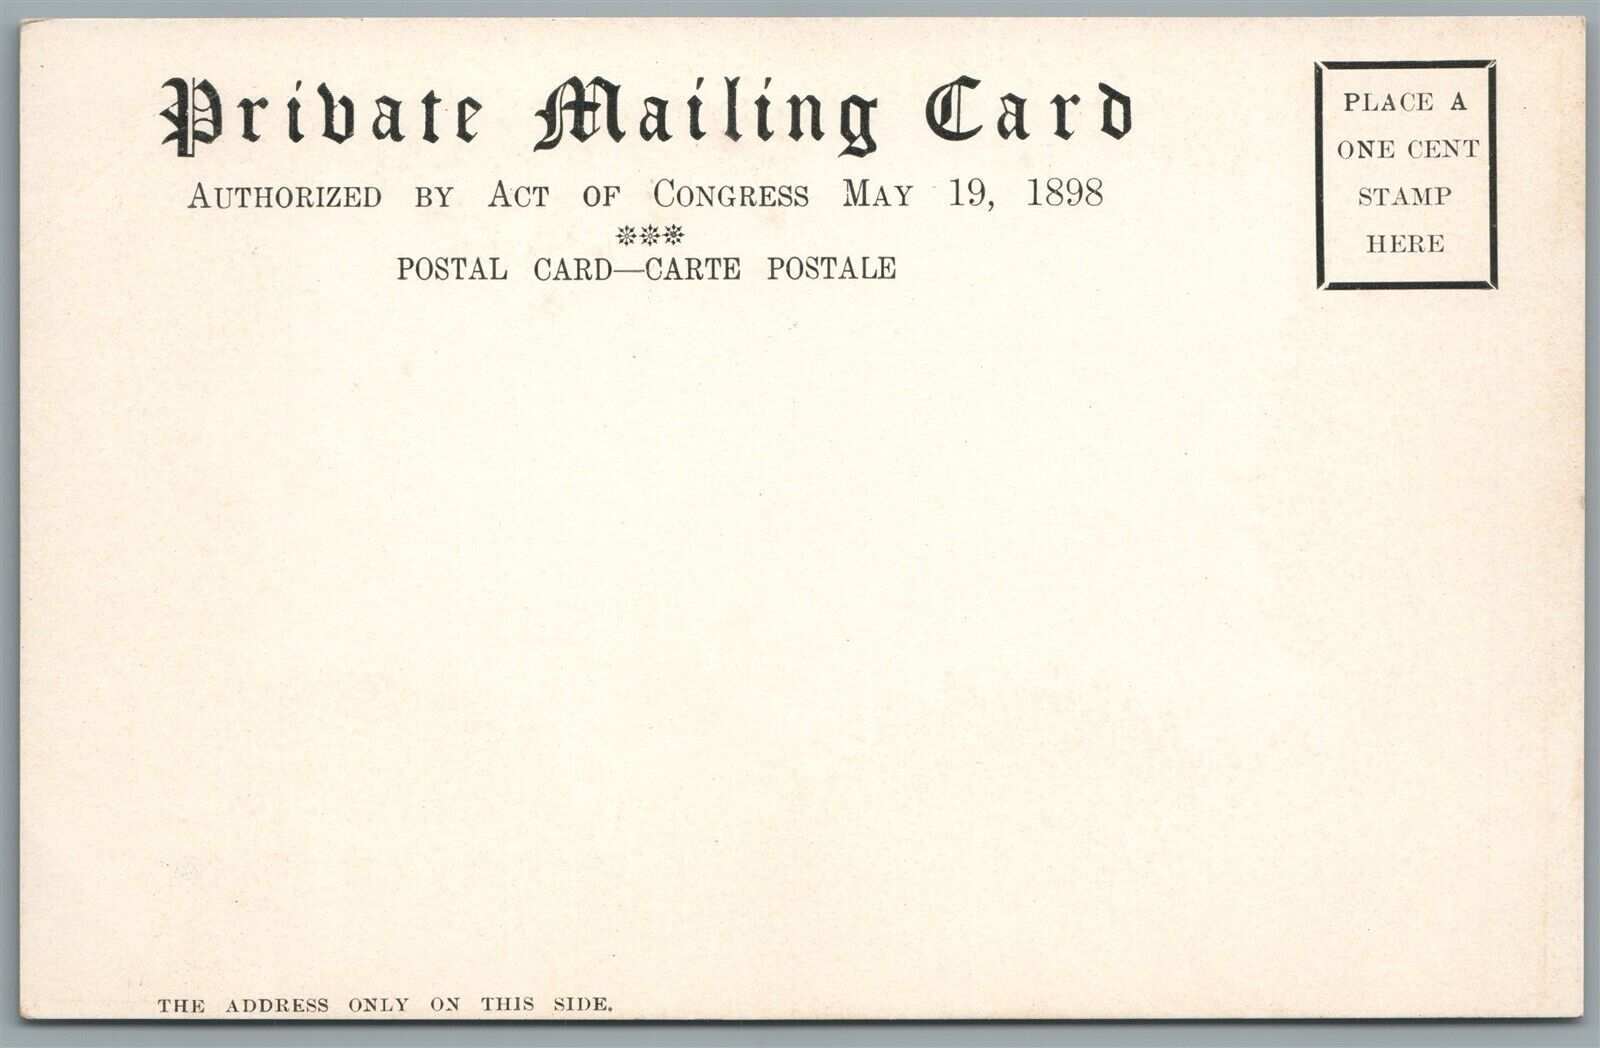 Private Mailing Card
AUTHORIZED BY ACT OF CONGRESS MAY 19, 1898
POSTAL CARD—CARTE POSTALE
PLACE A
ONE CENT
STAMP
HERE
THE ADDRESS ONLY ON THIS SIDE.